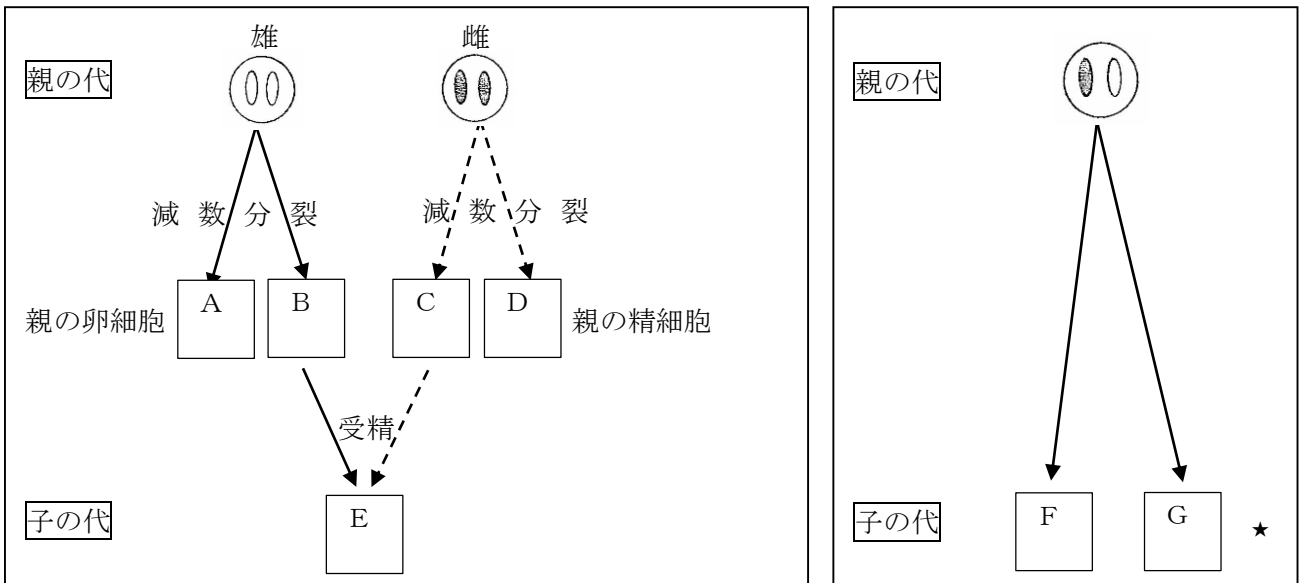 雄 雌
親の代
減 数 分 裂 減 数 分 裂
A B C D
親の卵細胞 親の精細胞
受精
子の代 E
親の代
子の代 F G ★